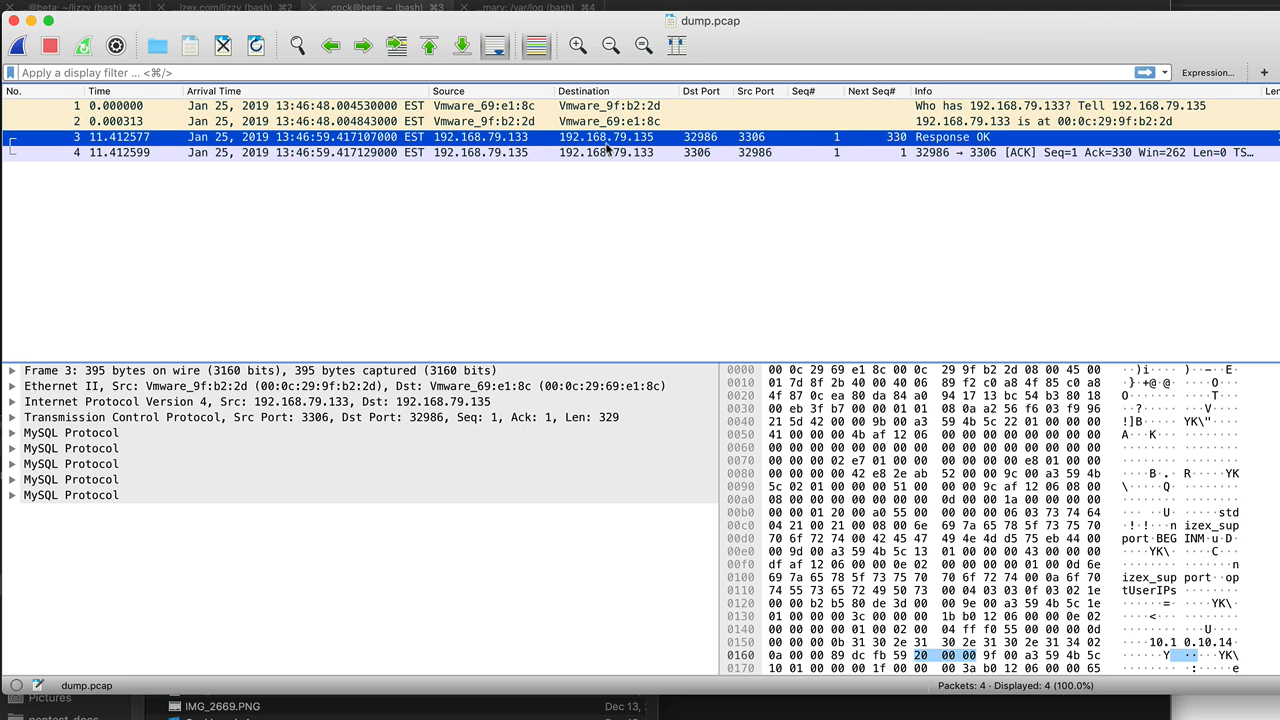 ...@beta: ~/lizzy (bash) ⌘1 ...izex.com/lizzy (bash) ⌘2 ...cock@beta: ~ (bash) ⌘3 ...mary: /var/log (bash) ⌘4
dump.pcap
Apply a display filter ... <⌘/> Expression... +
No. Time Arrival Time Source Destination Dst Port Src Port Seq# Next Seq# Info Len
1 0.000000 Jan 25, 2019 13:46:48.004530000 EST Vmware_69:e1:8c Vmware_9f:b2:2d Who has 192.168.79.133? Tell 192.168.79.135
2 0.000313 Jan 25, 2019 13:46:48.004843000 EST Vmware_9f:b2:2d Vmware_69:e1:8c 192.168.79.133 is at 00:0c:29:9f:b2:2d
3 11.412577 Jan 25, 2019 13:46:59.417107000 EST 192.168.79.133 192.168.79.135 32986 3306 1 330 Response OK
4 11.412599 Jan 25, 2019 13:46:59.417129000 EST 192.168.79.135 192.168.79.133 3306 32986 1 1 32986 → 3306 [ACK] Seq=1 Ack=330 Win=262 Len=0 TS…
Frame 3: 395 bytes on wire (3160 bits), 395 bytes captured (3160 bits)
Ethernet II, Src: Vmware_9f:b2:2d (00:0c:29:9f:b2:2d), Dst: Vmware_69:e1:8c (00:0c:29:69:e1:8c)
Internet Protocol Version 4, Src: 192.168.79.133, Dst: 192.168.79.135
Transmission Control Protocol, Src Port: 3306, Dst Port: 32986, Seq: 1, Ack: 1, Len: 329
MySQL Protocol
MySQL Protocol
MySQL Protocol
MySQL Protocol
MySQL Protocol
0000 00 0c 29 69 e1 8c 00 0c 29 9f b2 2d 08 00 45 00 ··)i···· )··-··E·
0010 01 7d 8f 2b 40 00 40 06 89 f2 c0 a8 4f 85 c0 a8 ·}·+@·@· ····O···
0020 4f 87 0c ea 80 da 84 a0 94 17 13 bc 54 b3 80 18 O······· ····T···
0030 00 eb 3f b7 00 00 01 01 08 0a a2 56 f6 03 f9 96 ··?····· ···V····
0040 21 5d 42 00 00 00 9b 00 a3 59 4b 5c 22 01 00 00 !]B····· ·YK\"···
0050 41 00 00 00 4b af 12 06 00 00 00 00 00 00 00 00 A···K··· ········
0060 00 00 00 00 00 00 00 00 00 00 00 00 00 00 00 00 ········ ········
0070 00 00 00 02 e7 01 00 00 00 00 00 00 e8 01 00 00 ········ ········
0080 00 00 00 00 42 e8 2e ab 52 00 00 00 9c 00 a3 59 4b ····B·.· R····YK
0090 5c 02 01 00 00 00 51 00 00 00 9c af 12 06 08 00 \·····Q· ········
00a0 08 00 00 00 00 00 00 00 0d 00 00 00 1a 00 00 00 ········ ········
00b0 00 00 01 20 00 a0 55 00 00 00 00 06 03 73 74 64 ··· ··U· ·····std
00c0 04 21 00 21 00 08 00 6e 69 7a 65 78 5f 73 75 70 ·!·!···n izex_sup
00d0 70 6f 72 74 00 42 45 47 49 4e 4d d5 75 eb 44 00 port·BEG INM·u·D·
00e0 00 00 9d 00 a3 59 4b 5c 13 01 00 00 00 43 00 00 00 ·····YK\ ·····C··
00f0 df af 12 06 00 00 0e 02 00 00 00 00 01 00 0d 6e ········ ·······n
0100 69 7a 65 78 5f 73 75 70 70 6f 72 74 00 0a 6f 70 izex_sup port··op
0110 74 55 73 65 72 49 50 73 00 04 03 03 0f 03 02 1e tUserIPs ········
0120 00 00 b2 b5 80 de 3d 00 00 00 9e 00 a3 59 4b 5c 1e ······=· ····YK\·
0130 01 00 00 00 3c 00 00 00 1b b0 12 06 00 00 0e 02 ····<··· ········
0140 00 00 00 00 01 00 02 00 04 ff f0 55 00 00 00 0d ········ ···U····
0150 00 00 00 0b 31 30 2e 31 30 2e 31 30 2e 31 34 02 ····10.1 0.10.14·
0160 0a 00 00 89 dc fb 59 20 00 00 00 9f 00 a3 59 4b 5c ······Y ·····YK\
0170 10 01 00 00 00 1f 00 00 00 3a b0 12 06 00 00 65 ········ ·:·····e
dump.pcap Packets: 4 · Displayed: 4 (100.0%)
Pictures
IMG_2669.PNG Dec 13,
pentest_docs